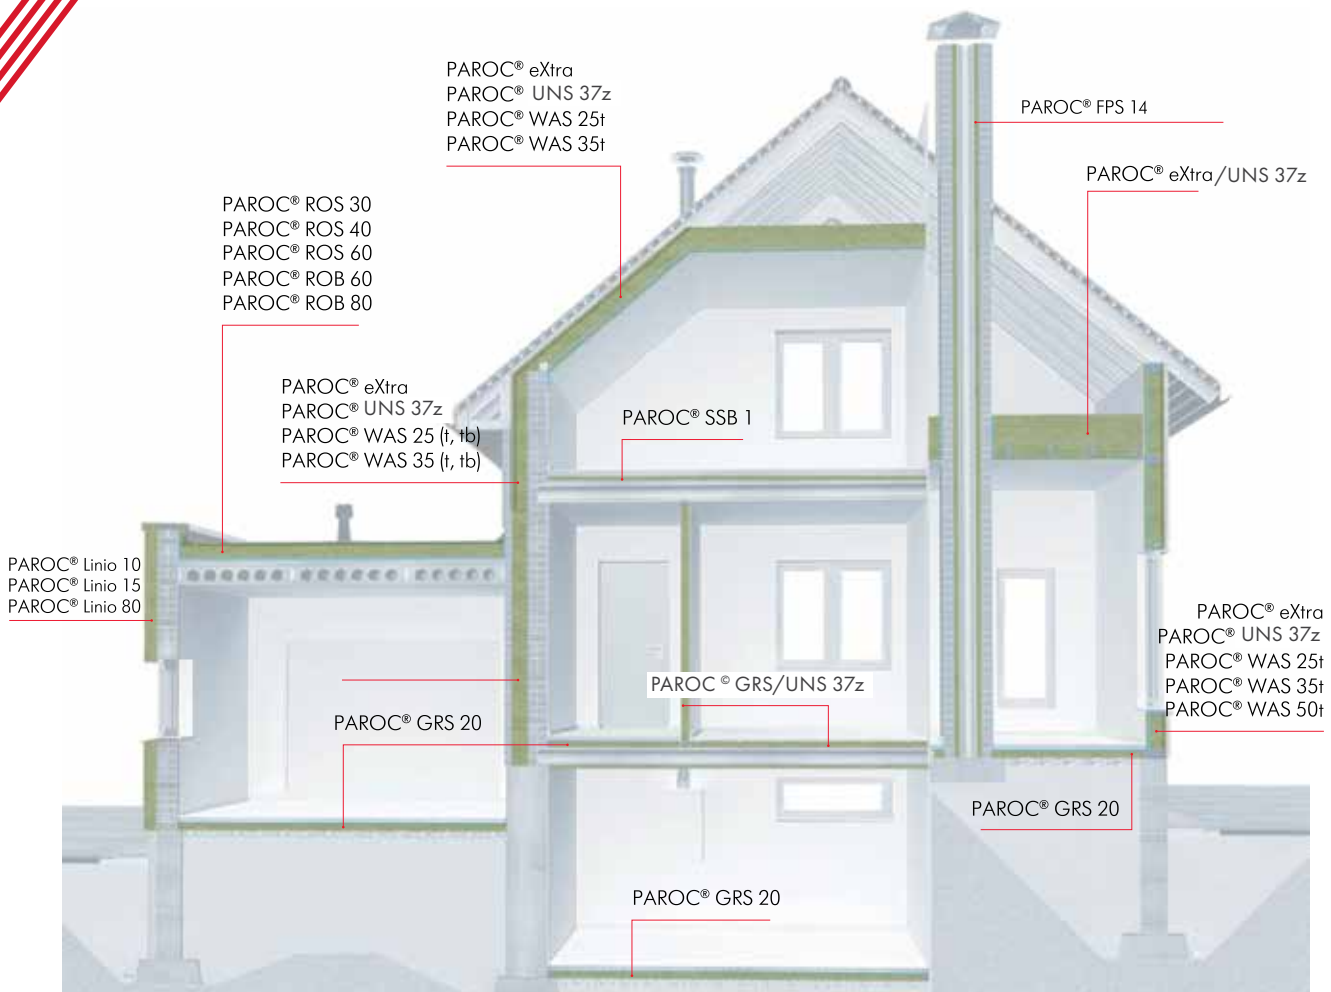 PAROC® eXtra
PAROC® UNS 37z
PAROC® WAS 25t
PAROC® WAS 35t
PAROC® FPS 14
PAROC® eXtra/UNS 37z
PAROC® ROS 30
PAROC® ROS 40
PAROC® ROS 60
PAROC® ROB 60
PAROC® ROB 80
PAROC® eXtra
PAROC® UNS 37z
PAROC® WAS 25 (t, tb)
PAROC® WAS 35 (t, tb)
PAROC® SSB 1
PAROC® Linio 10
PAROC® Linio 15
PAROC® Linio 80
PAROC® eXtra
PAROC® UNS 37z
PAROC® WAS 25t
PAROC® WAS 35t
PAROC® WAS 50t
PAROC © GRS/UNS 37z
PAROC® GRS 20
PAROC® GRS 20
PAROC® GRS 20